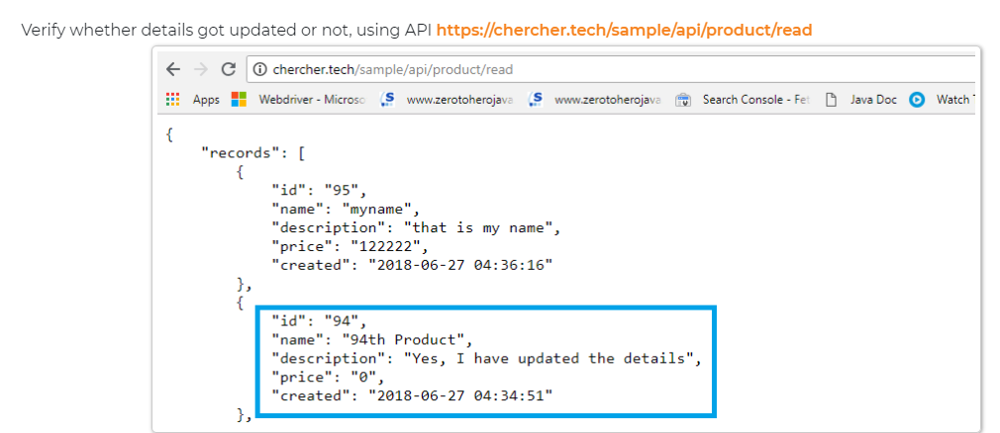 Verify whether details got updated or not, using API https://chercher.tech/sample/api/product/read
chercher.tech/sample/api/product/read
Apps Webdriver - Microso www.zerotoherojava www.zerotoherojava Search Console - Fet Java Doc Watch
{
"records": [
{
"id": "95",
"name": "myname",
"description": "that is my name",
"price": "122222",
"created": "2018-06-27 04:36:16"
},
{
"id": "94",
"name": "94th Product",
"description": "Yes, I have updated the details",
"price": "0",
"created": "2018-06-27 04:34:51"
},